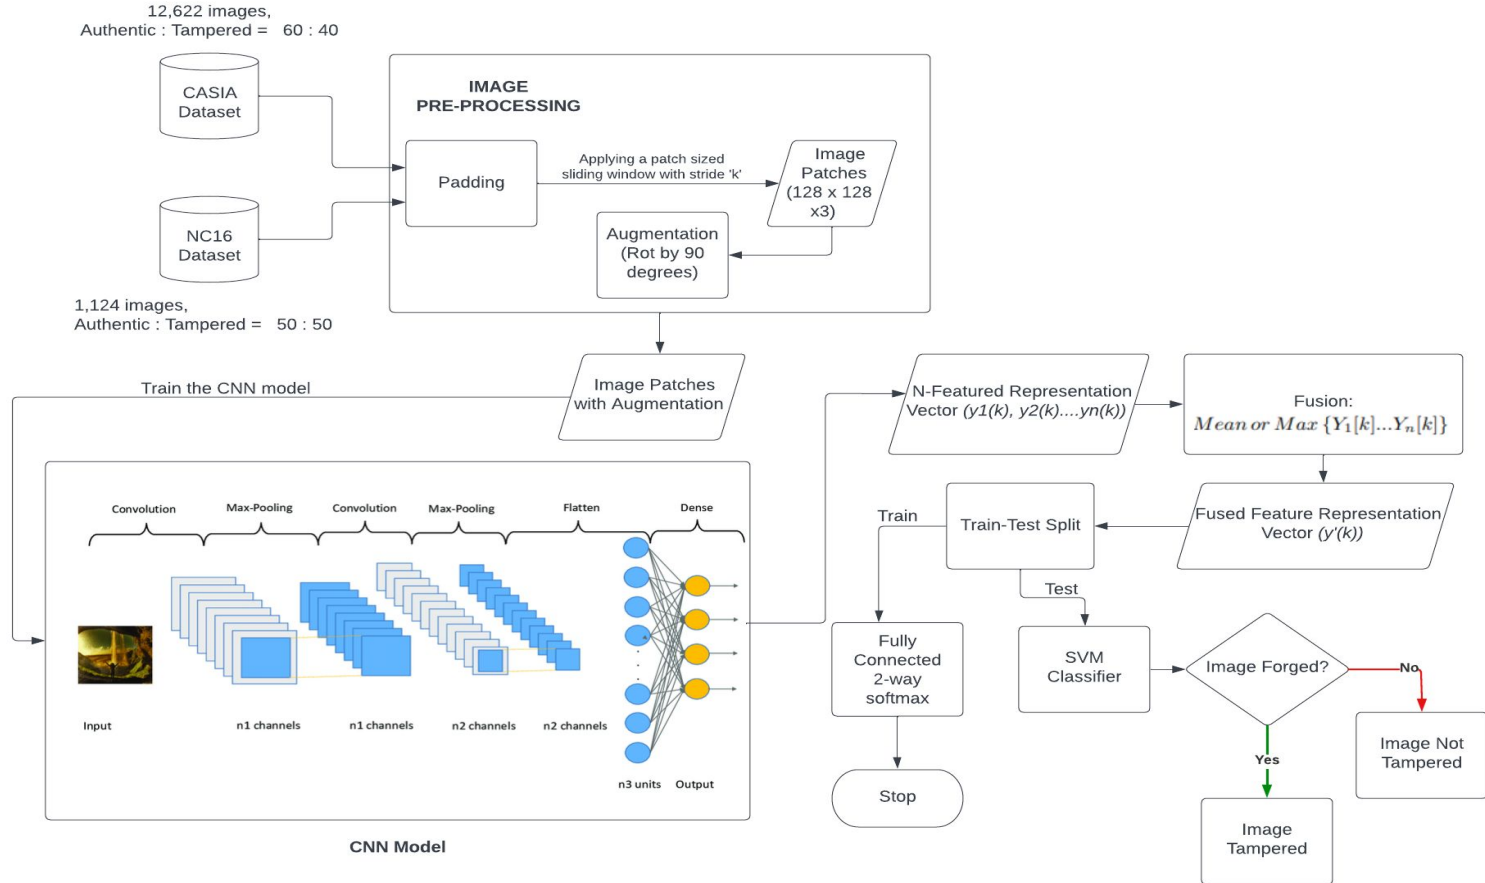 12,622 images,
Authentic : Tampered = 60 : 40
CASIA
Dataset
NC16
Dataset
1,124 images,
Authentic : Tampered = 50 : 50
IMAGE
PRE-PROCESSING
Padding
Applying a patch sized
sliding window with stride 'k'
Image
Patches
(128 x 128
x3)
Augmentation
(Rot by 90
degrees)
Image Patches
with Augmentation
Train the CNN model
Convolution
Max-Pooling
Convolution
Max-Pooling
Flatten
Dense
Input
n1 channels
n1 channels
n2 channels
n2 channels
n3 units
Output
CNN Model
N-Featured Representation
Vector (y1(k), y2(k)....yn(k))
Fusion:
Mean or Max {Y₁[k]...Yₙ[k]}
Fused Feature Representation
Vector (y'(k))
Train-Test Split
Train
Test
Fully
Connected
2-way
softmax
Stop
SVM
Classifier
Image Forged?
No
Yes
Image Not
Tampered
Image
Tampered